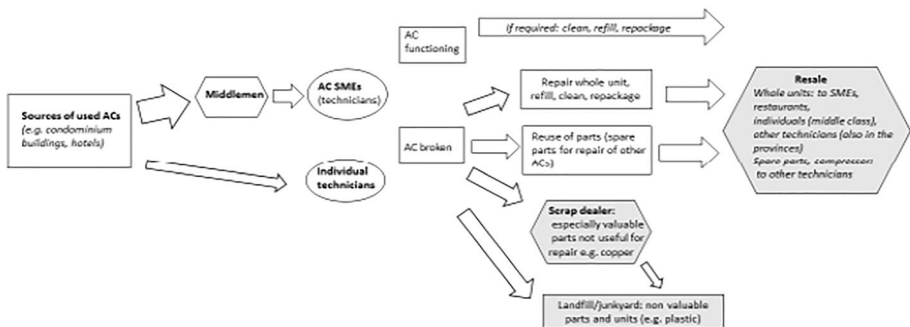 Sources of used ACs
(e.g. condominium
buildings, hotels)
Middlemen
AC SMEs
(technicians)
Individual
technicians
AC
functioning
if required: clean, refill, repackage
AC broken
Repair whole unit,
refill, clean, repackage
Reuse of parts (spare
parts for repair of other
ACs)
Scrap dealer:
especially valuable
parts not useful for
repair e.g. copper
Landfill/junkyard: non valuable
parts and units (e.g. plastic)
Resale
Whole units: to SMEs,
restaurants,
individuals (middle class),
other technicians (also in the
provinces)
Spare parts, compressors
to other technicians